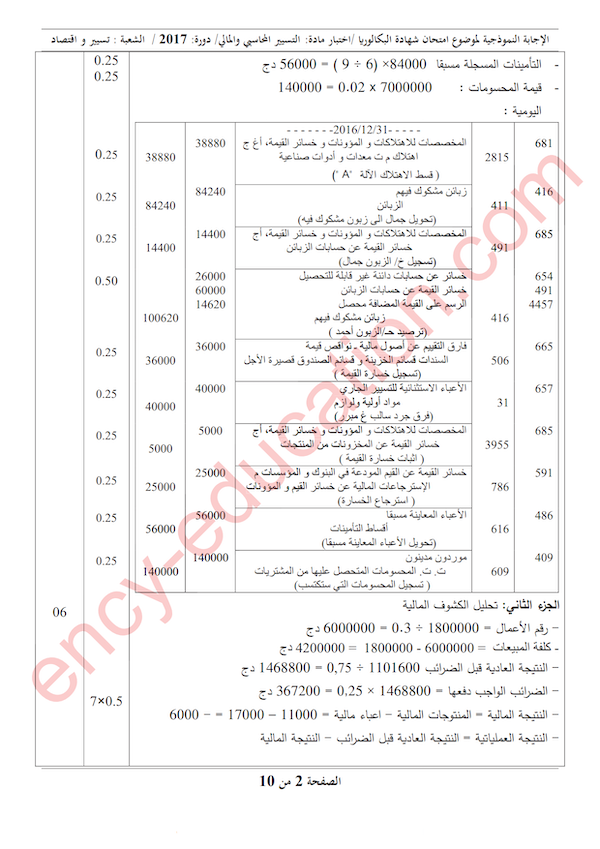 الإجابة النموذجية لموضوع امتحان شهادة البكالوريا /اختبار مادة: التسيير المحاسبي والمالي/ دورة: 2017 / الشعبة : تسيير و اقتصاد
- التأمينات المسجلة مسبقا 84000× (6 ÷ 9 ) = 56000 دج 0.25
- قيمة المحسومات : 7000000 x 0.02 = 140000 0.25
اليومية :
-----2016/12/31-------
681 المخصصات للاهتلاكات و المؤونات و خسائر القيمة، أغ ج 38880
2815 اهتلاك م ت معدات و أدوات صناعية 38880 0.25
( قسط الاهتلاك الآلة "A" )
416 زبائن مشكوك فيهم 84240 0.25
411 الزبائن 84240
(تحويل جمال الى زبون مشكوك فيه)
685 المخصصات للاهتلاكات و المؤونات و خسائر القيمة، أج 14400 0.25
491 خسائر القيمة عن حسابات الزبائن 14400
(تسجيل خ/ الزبون جمال)
654 خسائر عن حسابات دائنة غير قابلة للتحصيل 26000 0.50
491 خسائر القيمة عن حسابات الزبائن 60000
4457 الرسم على القيمة المضافة محصل 14620
416 زبائن مشكوك فيهم 100620
(ترصيد حـ/الزبون أحمد )
665 فارق التقييم عن أصول مالية ـ نواقص قيمة 36000 0.25
506 السندات قسائم الخزينة و قسائم الصندوق قصيرة الأجل 36000
(تسجيل خسارة القيمة )
657 الأعباء الاستثنائية للتسيير الجاري 40000 0.25
31 مواد أولية ولوازم 40000
(فرق جرد سالب غ مبرر)
685 المخصصات للاهتلاكات و المؤونات و خسائر القيمة، أج 5000 0.25
3955 خسائر القيمة عن المخزونات من المنتجات 5000
( اثبات خسارة القيمة )
591 خسائر القيمة عن القيم المودعة في البنوك و المؤسسات م 25000 0.25
786 الإسترجاعات المالية عن خسائر القيم و المؤونات 25000
( استرجاع الخسارة)
486 الأعباء المعاينة مسبقا 56000 0.25
616 أقساط التأمينات 56000
(تحويل الأعباء المعاينة مسبقا)
409 موردون مدينون 140000 0.25
609 ت. ت. المحسومات المتحصل عليها من المشتريات 140000
( تسجيل المحسومات التي ستكتسب)
الجزء الثاني: تحليل الكشوف المالية 06
– رقم الأعمال = 1800000 ÷ 0.3 = 6000000 دج
- كلفة المبيعات = 6000000 - 1800000 = 4200000 دج
– النتيجة العادية قبل الضرائب 1101600 ÷ 0,75 = 1468800 دج
– الضرائب الواجب دفعها = 1468800 × 0,25 = 367200 دج 7×0.5
– النتيجة المالية = المنتوجات المالية – اعباء مالية = 11000 – 17000 = – 6000
– النتيجة العملياتية = النتيجة العادية قبل الضرائب – النتيجة المالية
الصفحة 2 من 10
ency-education.com